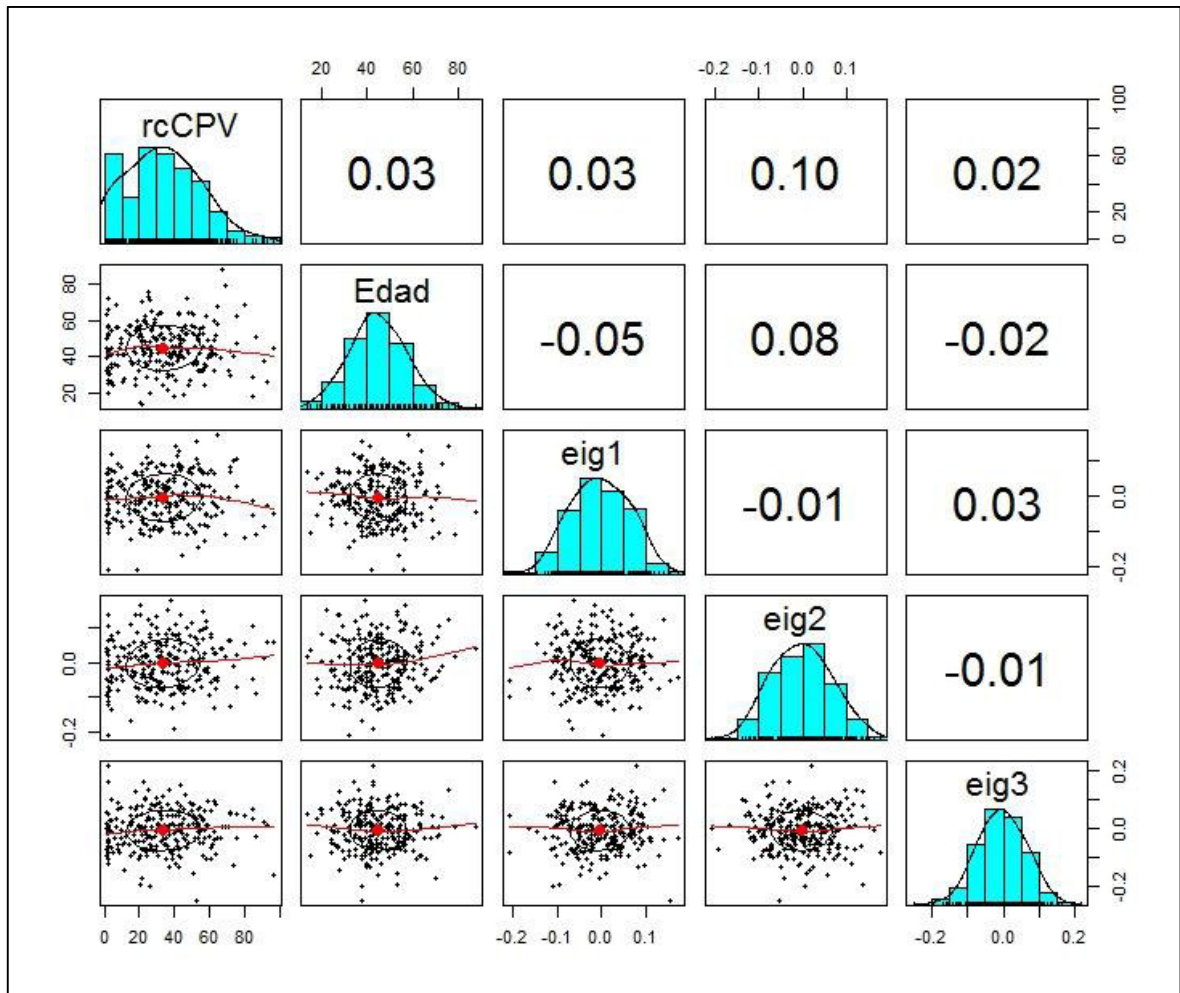 20 40 60 80 -0.2 -0.1 0.0 0.1
rcCPV 0.03 0.03 0.10 0.02 0 20 60 100
20 40 60 80 Edad -0.05 0.08 -0.02
eig1 -0.01 0.03 -0.2 0.0
-0.2 0.0 eig2 -0.01
eig3 -0.2 0.0 0.2
0 20 40 60 80 -0.2 -0.1 0.0 0.1 -0.2 0.0 0.2